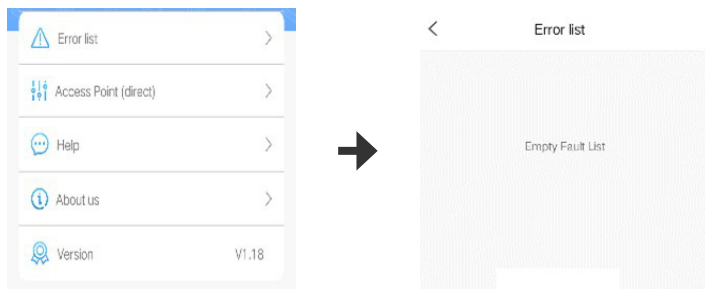 Error list
Access Point (direct)
Help
About us
Version V1.18
Error list
Empty Fault List